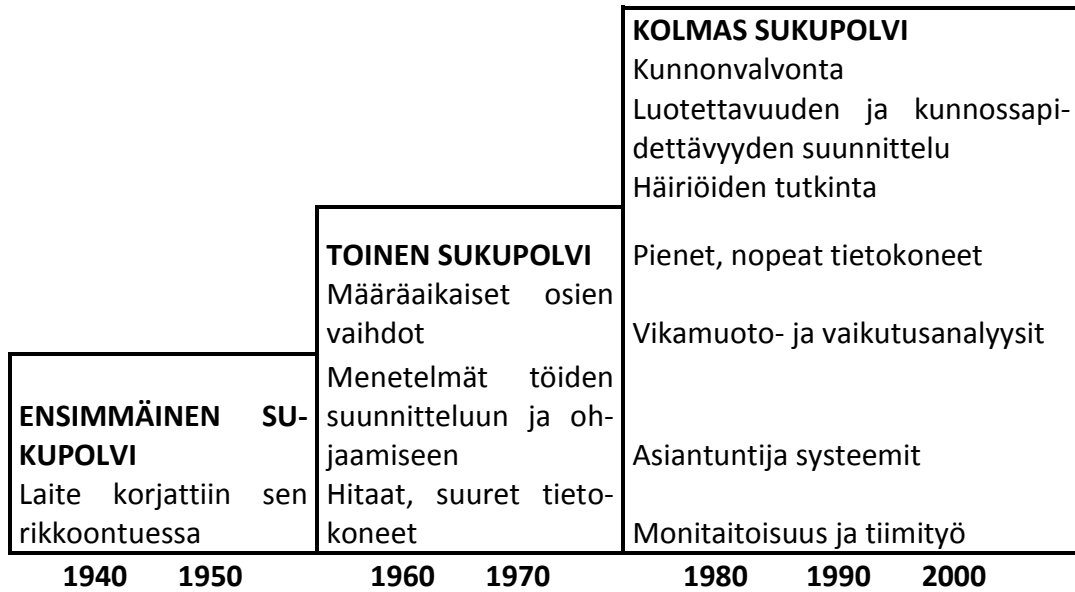 KOLMAS SUKUPOLVI
Kunnonvalvonta
Luotettavuuden ja kunnossapi-
dettävyyden suunnittelu
Häiriöiden tutkinta
Pienet, nopeat tietokoneet
Vikamuoto- ja vaikutusanalyysit
Asiantuntija systeemit
Monitaitoisuus ja tiimityö
TOINEN SUKUPOLVI
Määräaikaiset osien
vaihdot
Menetelmät töiden
suunnitteluun ja oh-
jaamiseen
Hitaat, suuret tieto-
koneet
ENSIMMÄINEN SU-
KUPOLVI
Laite korjattiin sen
rikkoontuessa
1940 1950 1960 1970 1980 1990 2000